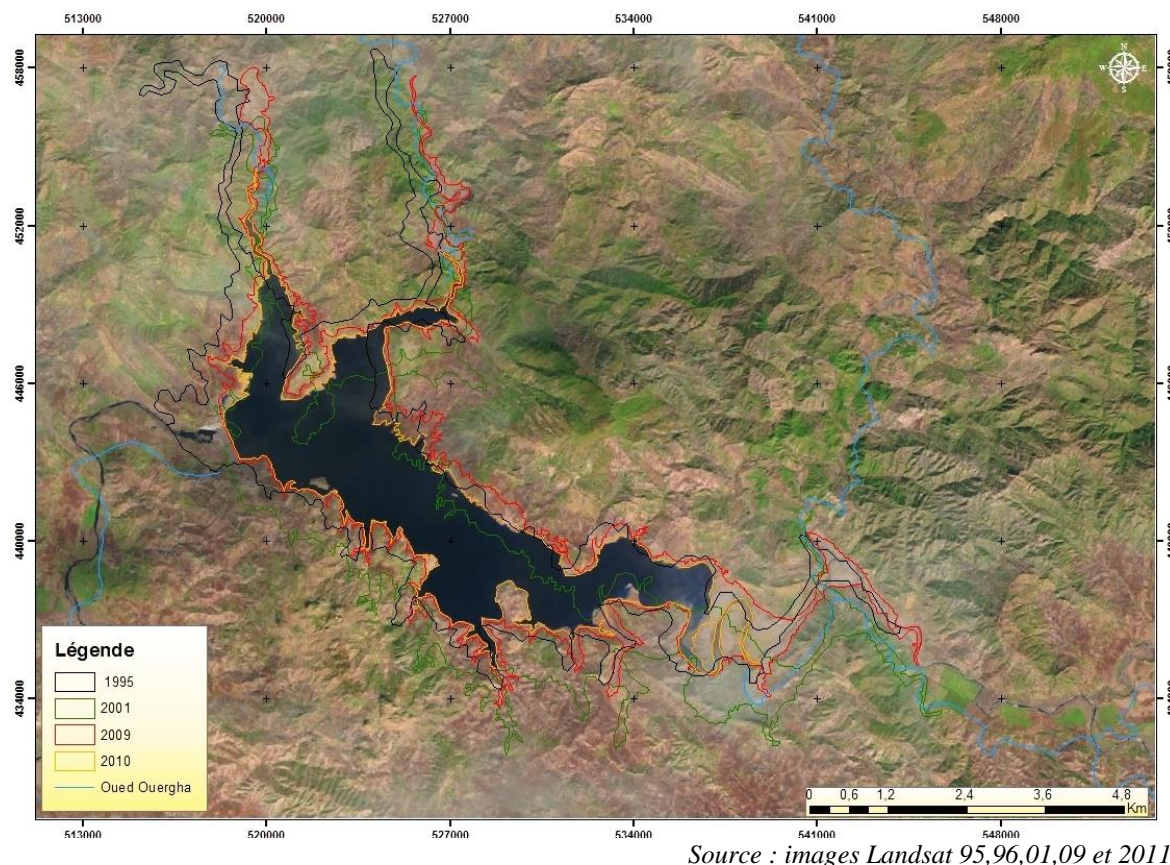 513000 520000 527000 534000 541000 548000
458000
452000
446000
440000
434000
N
W E
S
Légende
1995
2001
2009
2010
Oued Ouergha
0 0,6 1,2 2,4 3,6 4,8
Km
513000 520000 527000 534000 541000 548000
Source : images Landsat 95,96,01,09 et 2011